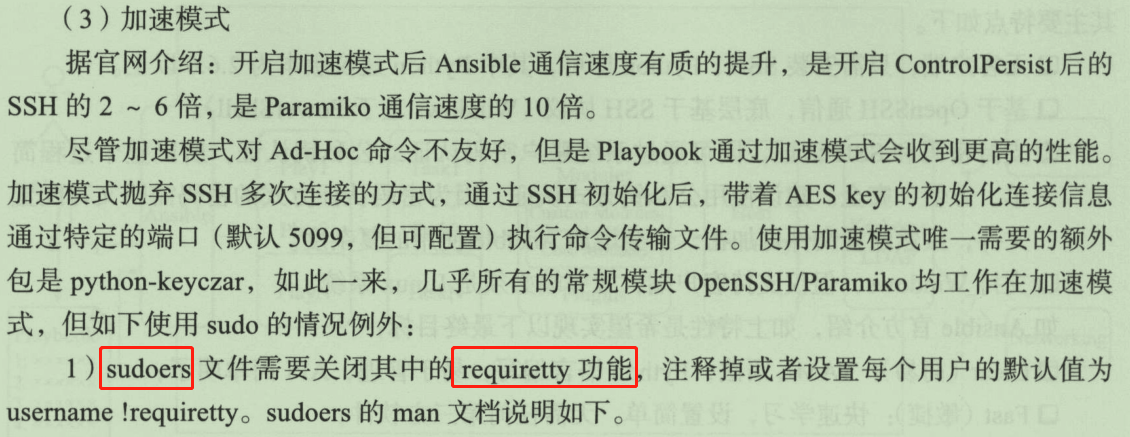 （3）加速模式
据官网介绍：开启加速模式后 Ansible 通信速度有质的提升，是开启 ControlPersist 后的
SSH 的 2 ～ 6 倍，是 Paramiko 通信速度的 10 倍。
尽管加速模式对 Ad-Hoc 命令不友好，但是 Playbook 通过加速模式会收到更高的性能。
加速模式抛弃 SSH 多次连接的方式，通过 SSH 初始化后，带着 AES key 的初始化连接信息
通过特定的端口（默认 5099，但可配置）执行命令传输文件。使用加速模式唯一需要的额外
包是 python-keyczar，如此一来，几乎所有的常规模块 OpenSSH/Paramiko 均工作在加速模
式，但如下使用 sudo 的情况例外：
1）sudoers 文件需要关闭其中的 requiretty 功能，注释掉或者设置每个用户的默认值为
username !requiretty。sudoers 的 man 文档说明如下。